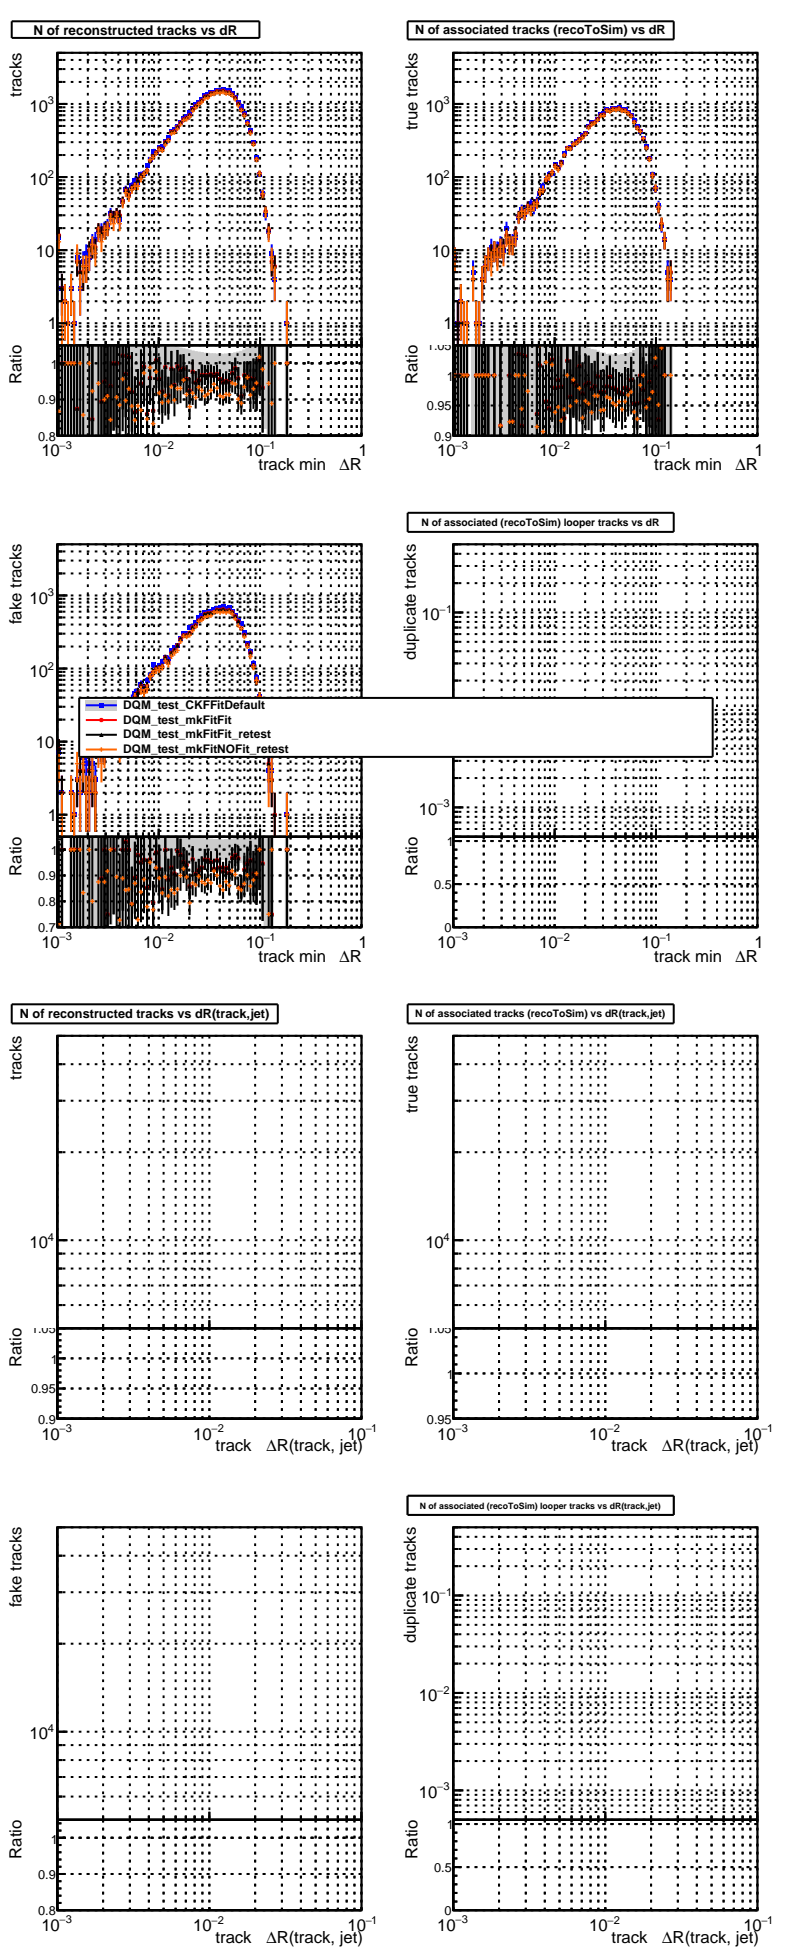 N of reconstructed tracks vs dR
tracks
10³
10²
10
1
Ratio
1
0.9
0.8
10⁻³ 10⁻² 10⁻¹ 1
track min ΔR
N of associated tracks (recoToSim) vs dR
true tracks
10³
10²
10
1
Ratio
1.05
1
0.95
0.9
10⁻³ 10⁻² 10⁻¹ 1
track min ΔR
fake tracks
10³
10²
10
1
Ratio
1
0.9
0.8
0.7
10⁻³ 10⁻² 10⁻¹ 1
track min ΔR
N of associated (recoToSim) looper tracks vs dR
duplicate tracks
10⁻¹
10⁻³
Ratio
1
0.5
0
10⁻³ 10⁻² 10⁻¹ 1
track min ΔR
DQM_test_CKFFitDefault
DQM_test_mkFitFit
DQM_test_mkFitFit_retest
DQM_test_mkFitNOFit_retest
N of reconstructed tracks vs dR(track,jet)
tracks
10⁴
Ratio
1.05
1
0.95
0.9
10⁻³ 10⁻² 10⁻¹
track ΔR(track, jet)
N of associated tracks (recoToSim) vs dR(track,jet)
true tracks
10⁴
Ratio
1.05
1
0.95
10⁻³ 10⁻² 10⁻¹
track ΔR(track, jet)
fake tracks
10⁴
Ratio
1
0.9
0.8
10⁻³ 10⁻² 10⁻¹
track ΔR(track, jet)
N of associated (recoToSim) looper tracks vs dR(track,jet)
duplicate tracks
10⁻¹
10⁻²
10⁻³
Ratio
1
0.5
0
10⁻³ 10⁻² 10⁻¹
track ΔR(track, jet)